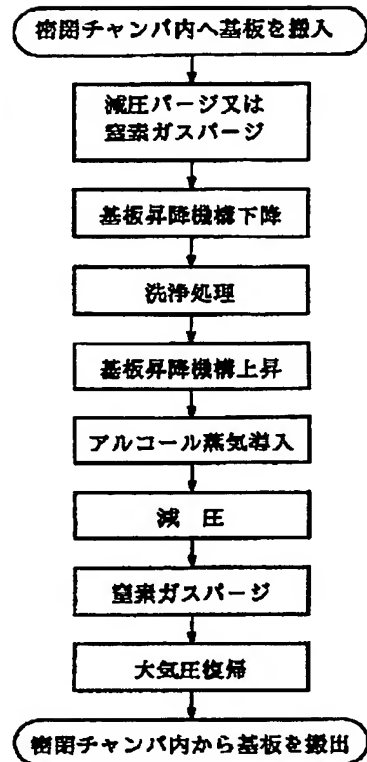 密閉チャンバ内へ基板を搬入
減圧パージ又は
窒素ガスパージ
基板昇降機構下降
洗浄処理
基板昇降機構上昇
アルコール蒸気導入
減 圧
窒素ガスパージ
大気圧復帰
密閉チャンバ内から基板を搬出